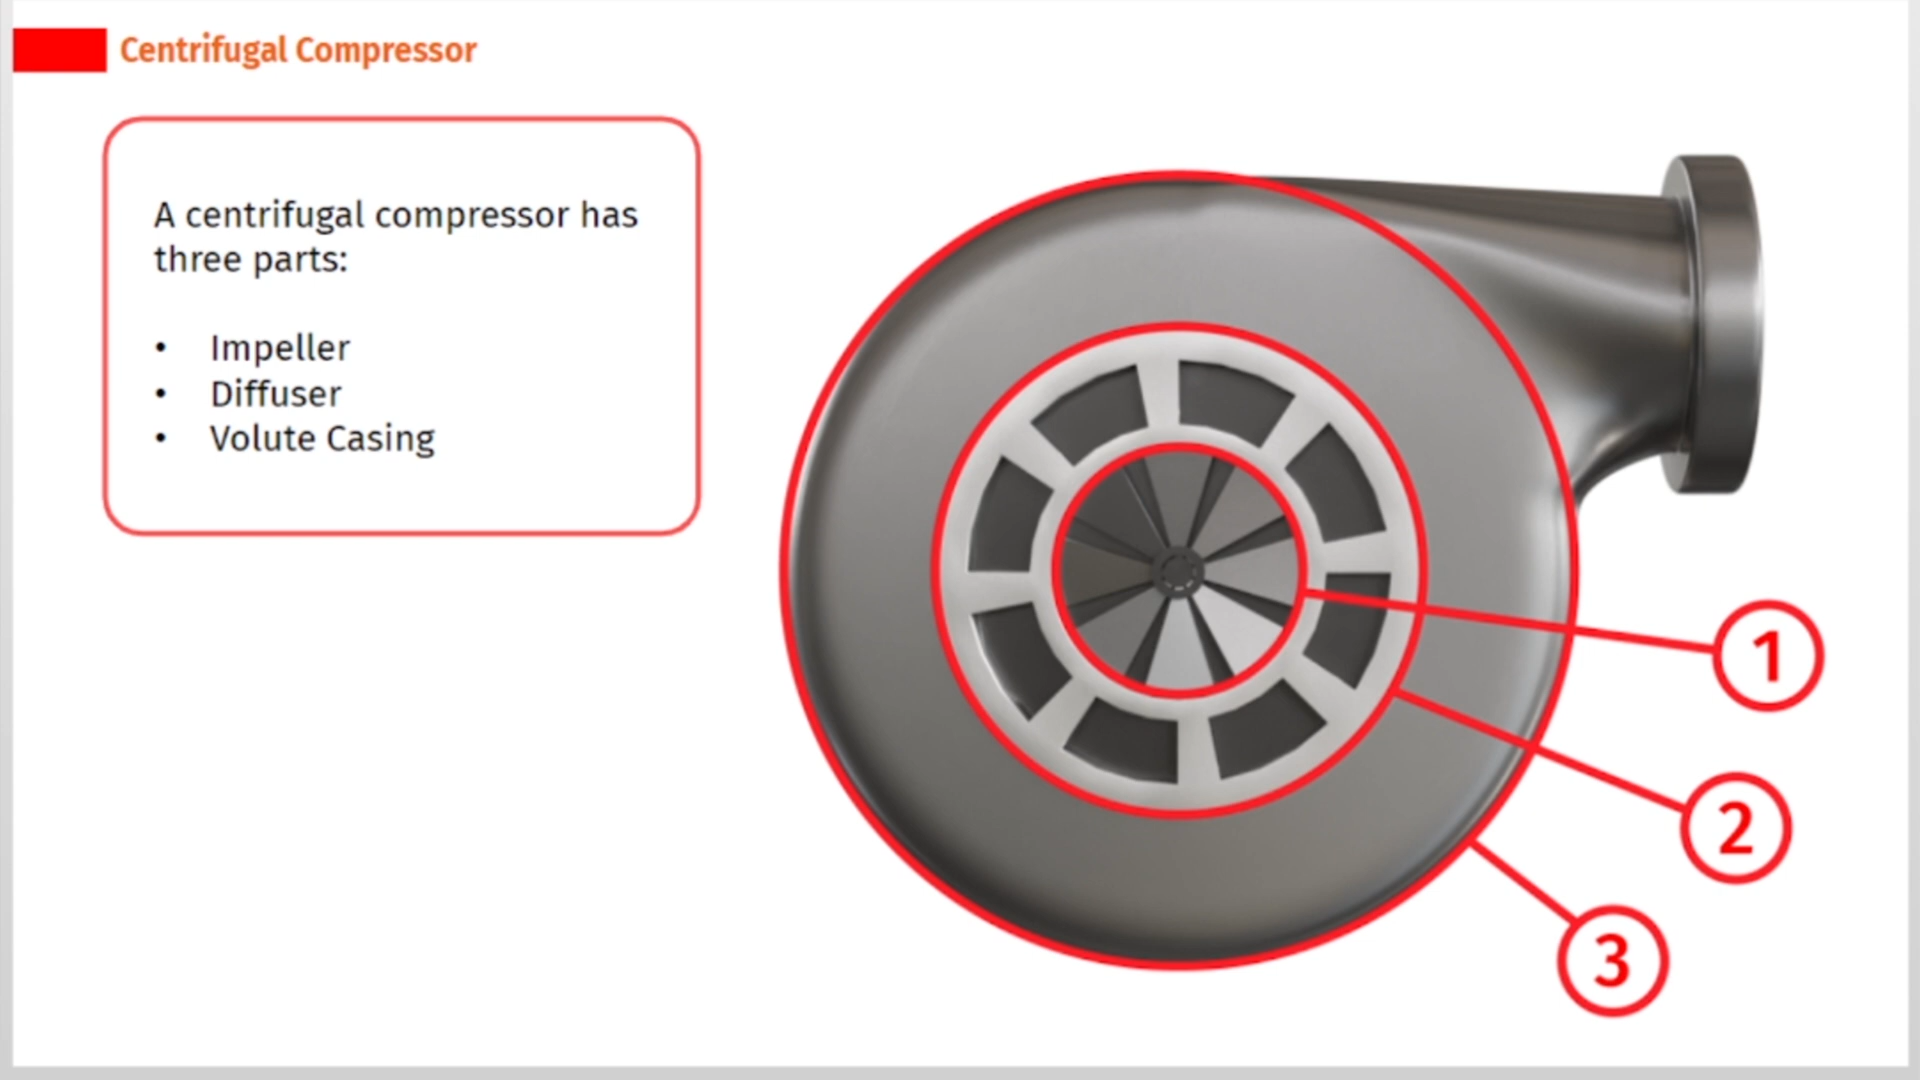 Centrifugal Compressor
A centrifugal compressor has
three parts:
• Impeller
• Diffuser
• Volute Casing
1
2
3